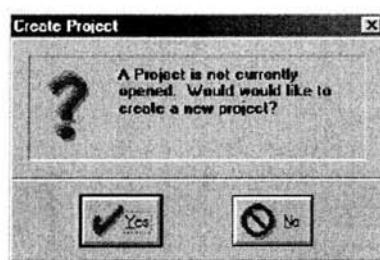 Create Project
A Project is not currently
opened. Would would like to
create a new project?
Yes
No